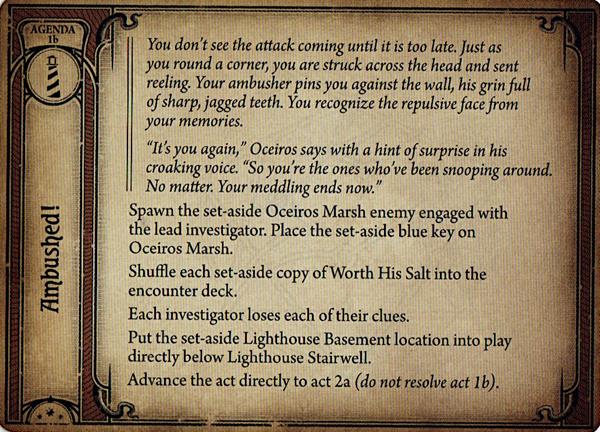 AGENDA
1b
Ambushed!
You don't see the attack coming until it is too late. Just as
you round a corner, you are struck across the head and sent
reeling. Your ambusher pins you against the wall, his grin full
of sharp, jagged teeth. You recognize the repulsive face from
your memories.
“It's you again,” Oceiros says with a hint of surprise in his
croaking voice. “So you're the ones who've been snooping around.
No matter. Your meddling ends now.”
Spawn the set-aside Oceiros Marsh enemy engaged with
the lead investigator. Place the set-aside blue key on
Oceiros Marsh.
Shuffle each set-aside copy of Worth His Salt into the
encounter deck.
Each investigator loses each of their clues.
Put the set-aside Lighthouse Basement location into play
directly below Lighthouse Stairwell.
Advance the act directly to act 2a (do not resolve act 1b).